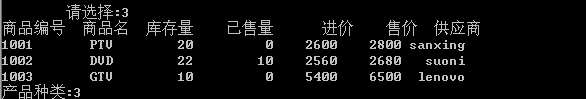 请选择:3
商品编号 商品名 库存量 已售量 进价 售价 供应商
1001 PTV 20 0 2600 2800 sanxing
1002 DVD 22 10 2560 2680 suoni
1003 GTV 10 0 5400 6500 lenovo
产品种类:3